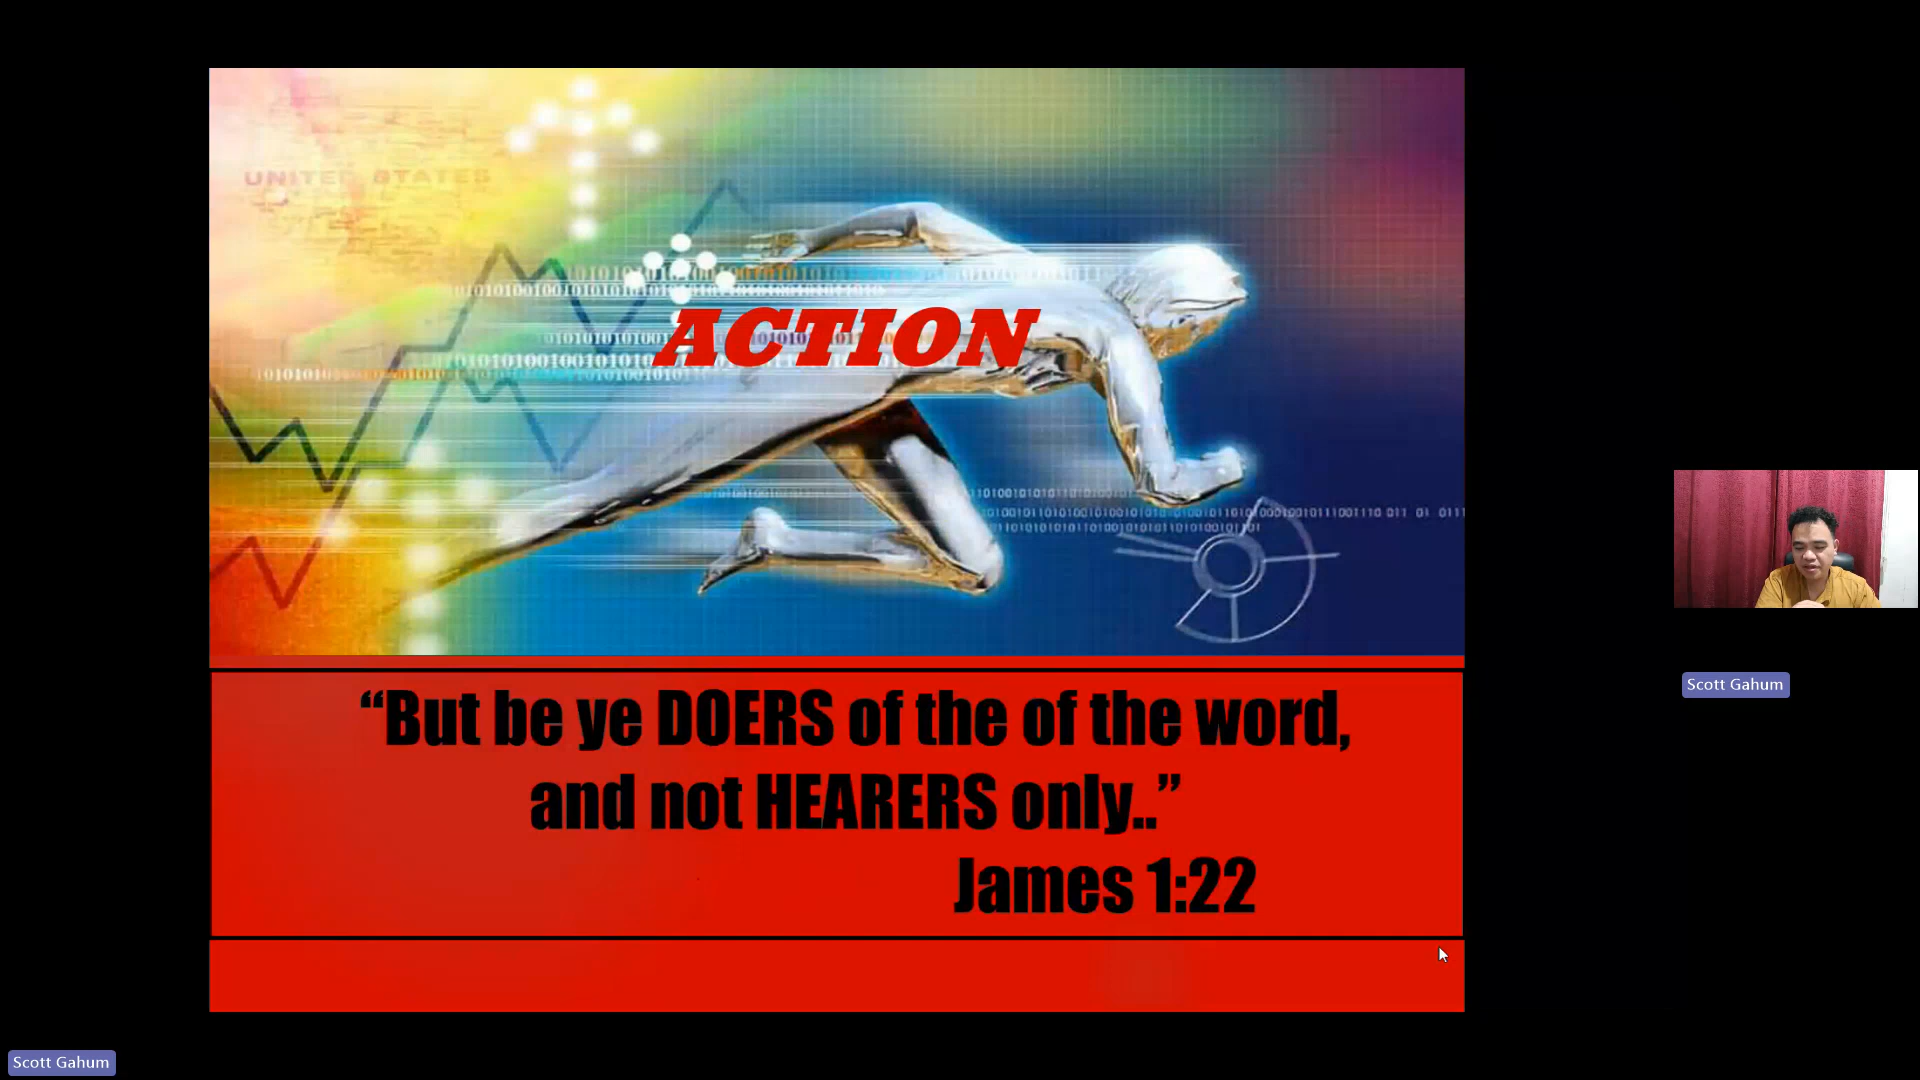 UNITED STATES
ACTION
“But be ye DOERS of the of the word,
and not HEARERS only..”
James 1:22
Scott Gahum
Scott Gahum